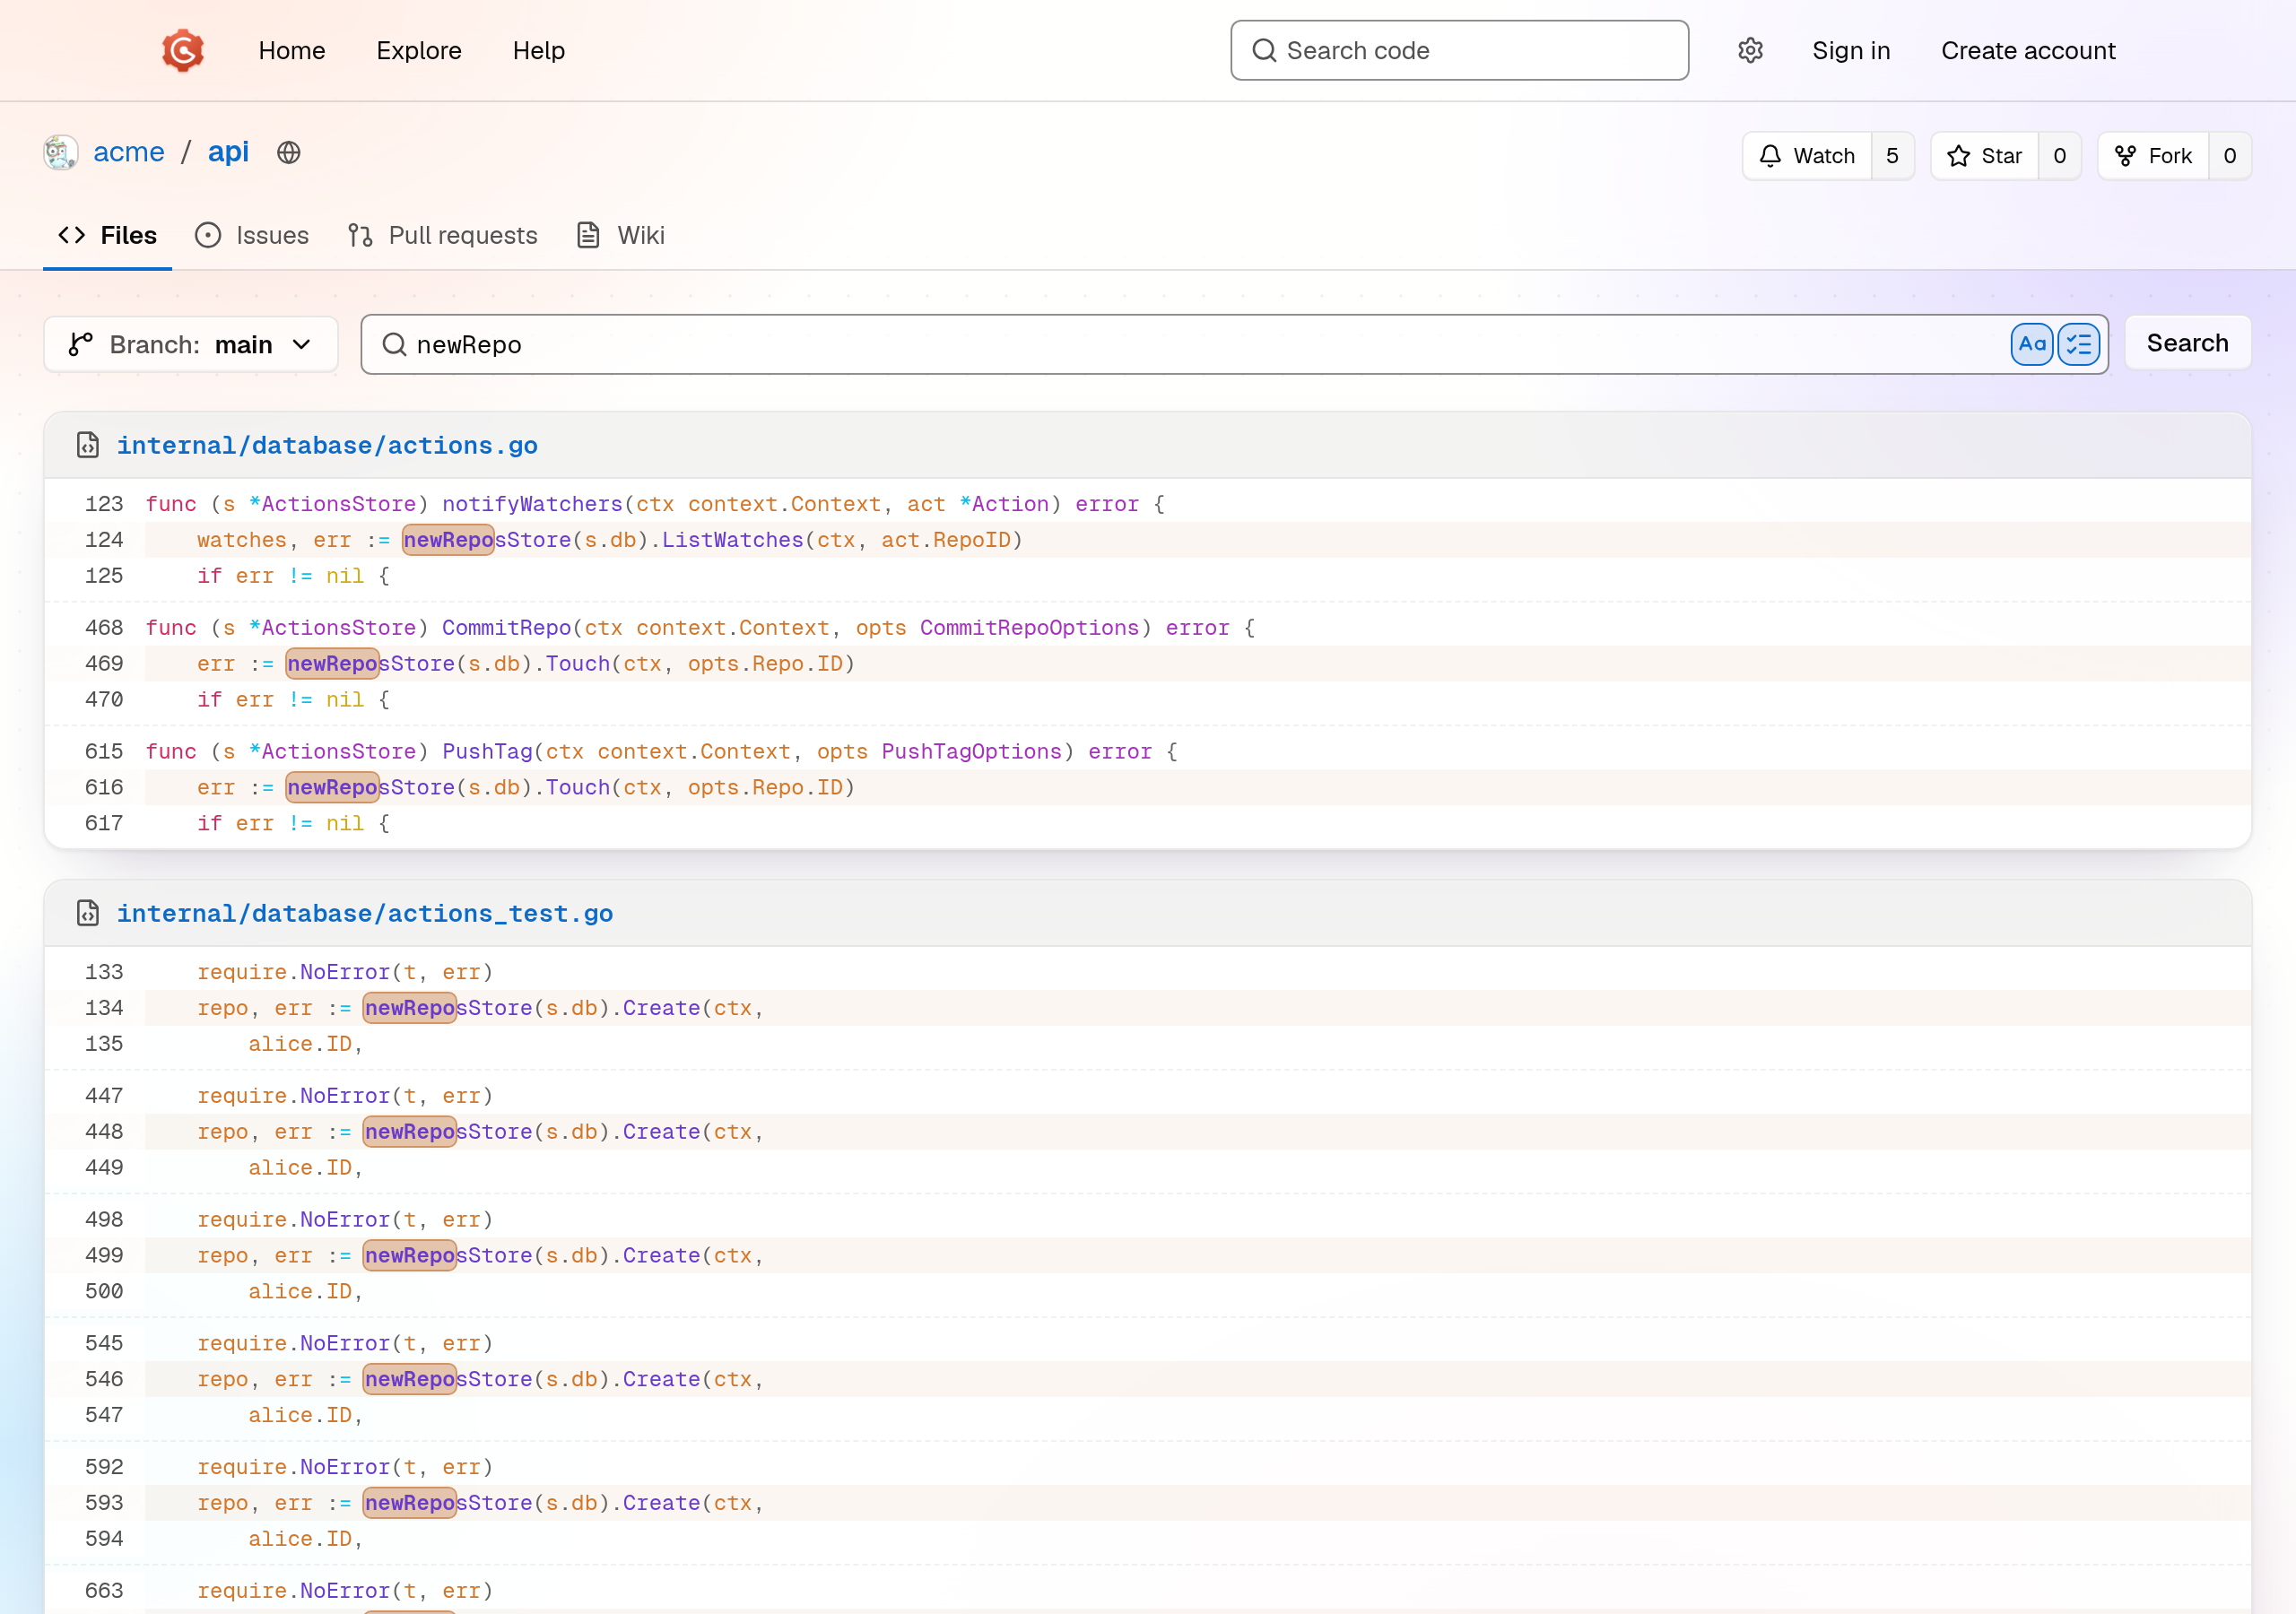 Home Explore Help Search code Sign in Create account
acme / api Watch 5 Star 0 Fork 0
Files Issues Pull requests Wiki
Branch: main newRepo Aa Search
internal/database/actions.go
123 func (s *ActionsStore) notifyWatchers(ctx context.Context, act *Action) error {
124 watches, err := newReposStore(s.db).ListWatches(ctx, act.RepoID)
125 if err != nil {
468 func (s *ActionsStore) CommitRepo(ctx context.Context, opts CommitRepoOptions) error {
469 err := newReposStore(s.db).Touch(ctx, opts.Repo.ID)
470 if err != nil {
615 func (s *ActionsStore) PushTag(ctx context.Context, opts PushTagOptions) error {
616 err := newReposStore(s.db).Touch(ctx, opts.Repo.ID)
617 if err != nil {
internal/database/actions_test.go
133 require.NoError(t, err)
134 repo, err := newReposStore(s.db).Create(ctx,
135 alice.ID,
447 require.NoError(t, err)
448 repo, err := newReposStore(s.db).Create(ctx,
449 alice.ID,
498 require.NoError(t, err)
499 repo, err := newReposStore(s.db).Create(ctx,
500 alice.ID,
545 require.NoError(t, err)
546 repo, err := newReposStore(s.db).Create(ctx,
547 alice.ID,
592 require.NoError(t, err)
593 repo, err := newReposStore(s.db).Create(ctx,
594 alice.ID,
663 require.NoError(t, err)